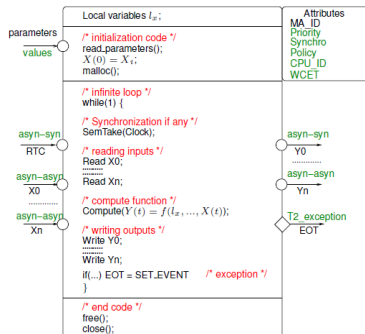 Local variables lₓ;
Attributes
MA_ID
Priority
Synchro
Policy
CPU_ID
WCET
parameters
values
/* initialization code */
read_parameters();
X(0) = Xᵢ;
malloc();
/* infinite loop */
while(1) {
/* Synchronization if any */
SemTake(Clock);
asyn-syn
RTC
/* reading inputs */
Read X0;
..........
Read Xn;
asyn-asyn
X0
.............
asyn-asyn
Xn
/* compute function */
Compute(Y(t) = f(lₓ, ..., X(t));
/* writing outputs */
Write Y0;
..........
Write Yn;
if(...) EOT = SET_EVENT /* exception */
}
asyn-syn
Y0
.............
asyn-asyn
Yn
T2_exception
EOT
/* end code */
free();
close();